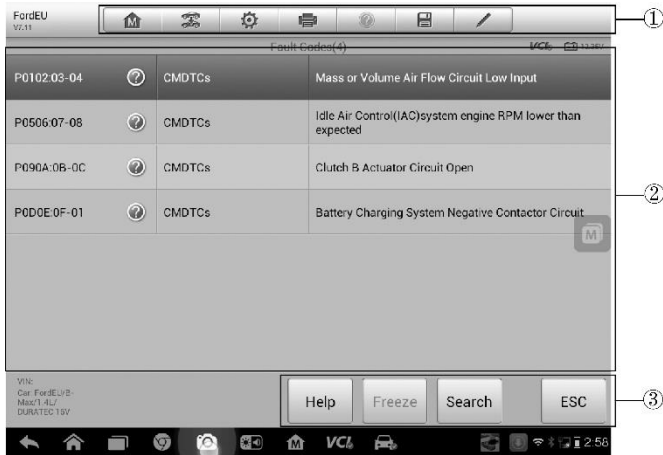 FordEU
V7.11
①
Fault Codes(4)
VCI
P0102:03-04 ? CMDTCs Mass or Volume Air Flow Circuit Low Input
P0506:07-08 ? CMDTCs Idle Air Control(IAC)system engine RPM lower than
expected
P090A:0B-0C ? CMDTCs Clutch B Actuator Circuit Open
②
P0D0E:0F-01 ? CMDTCs Battery Charging System Negative Contactor Circuit
M
VIN:
Car: FordEU/B-
Max/1.4L/
DURATEC 16V
Help Freeze Search ESC
③
VCI 2:58